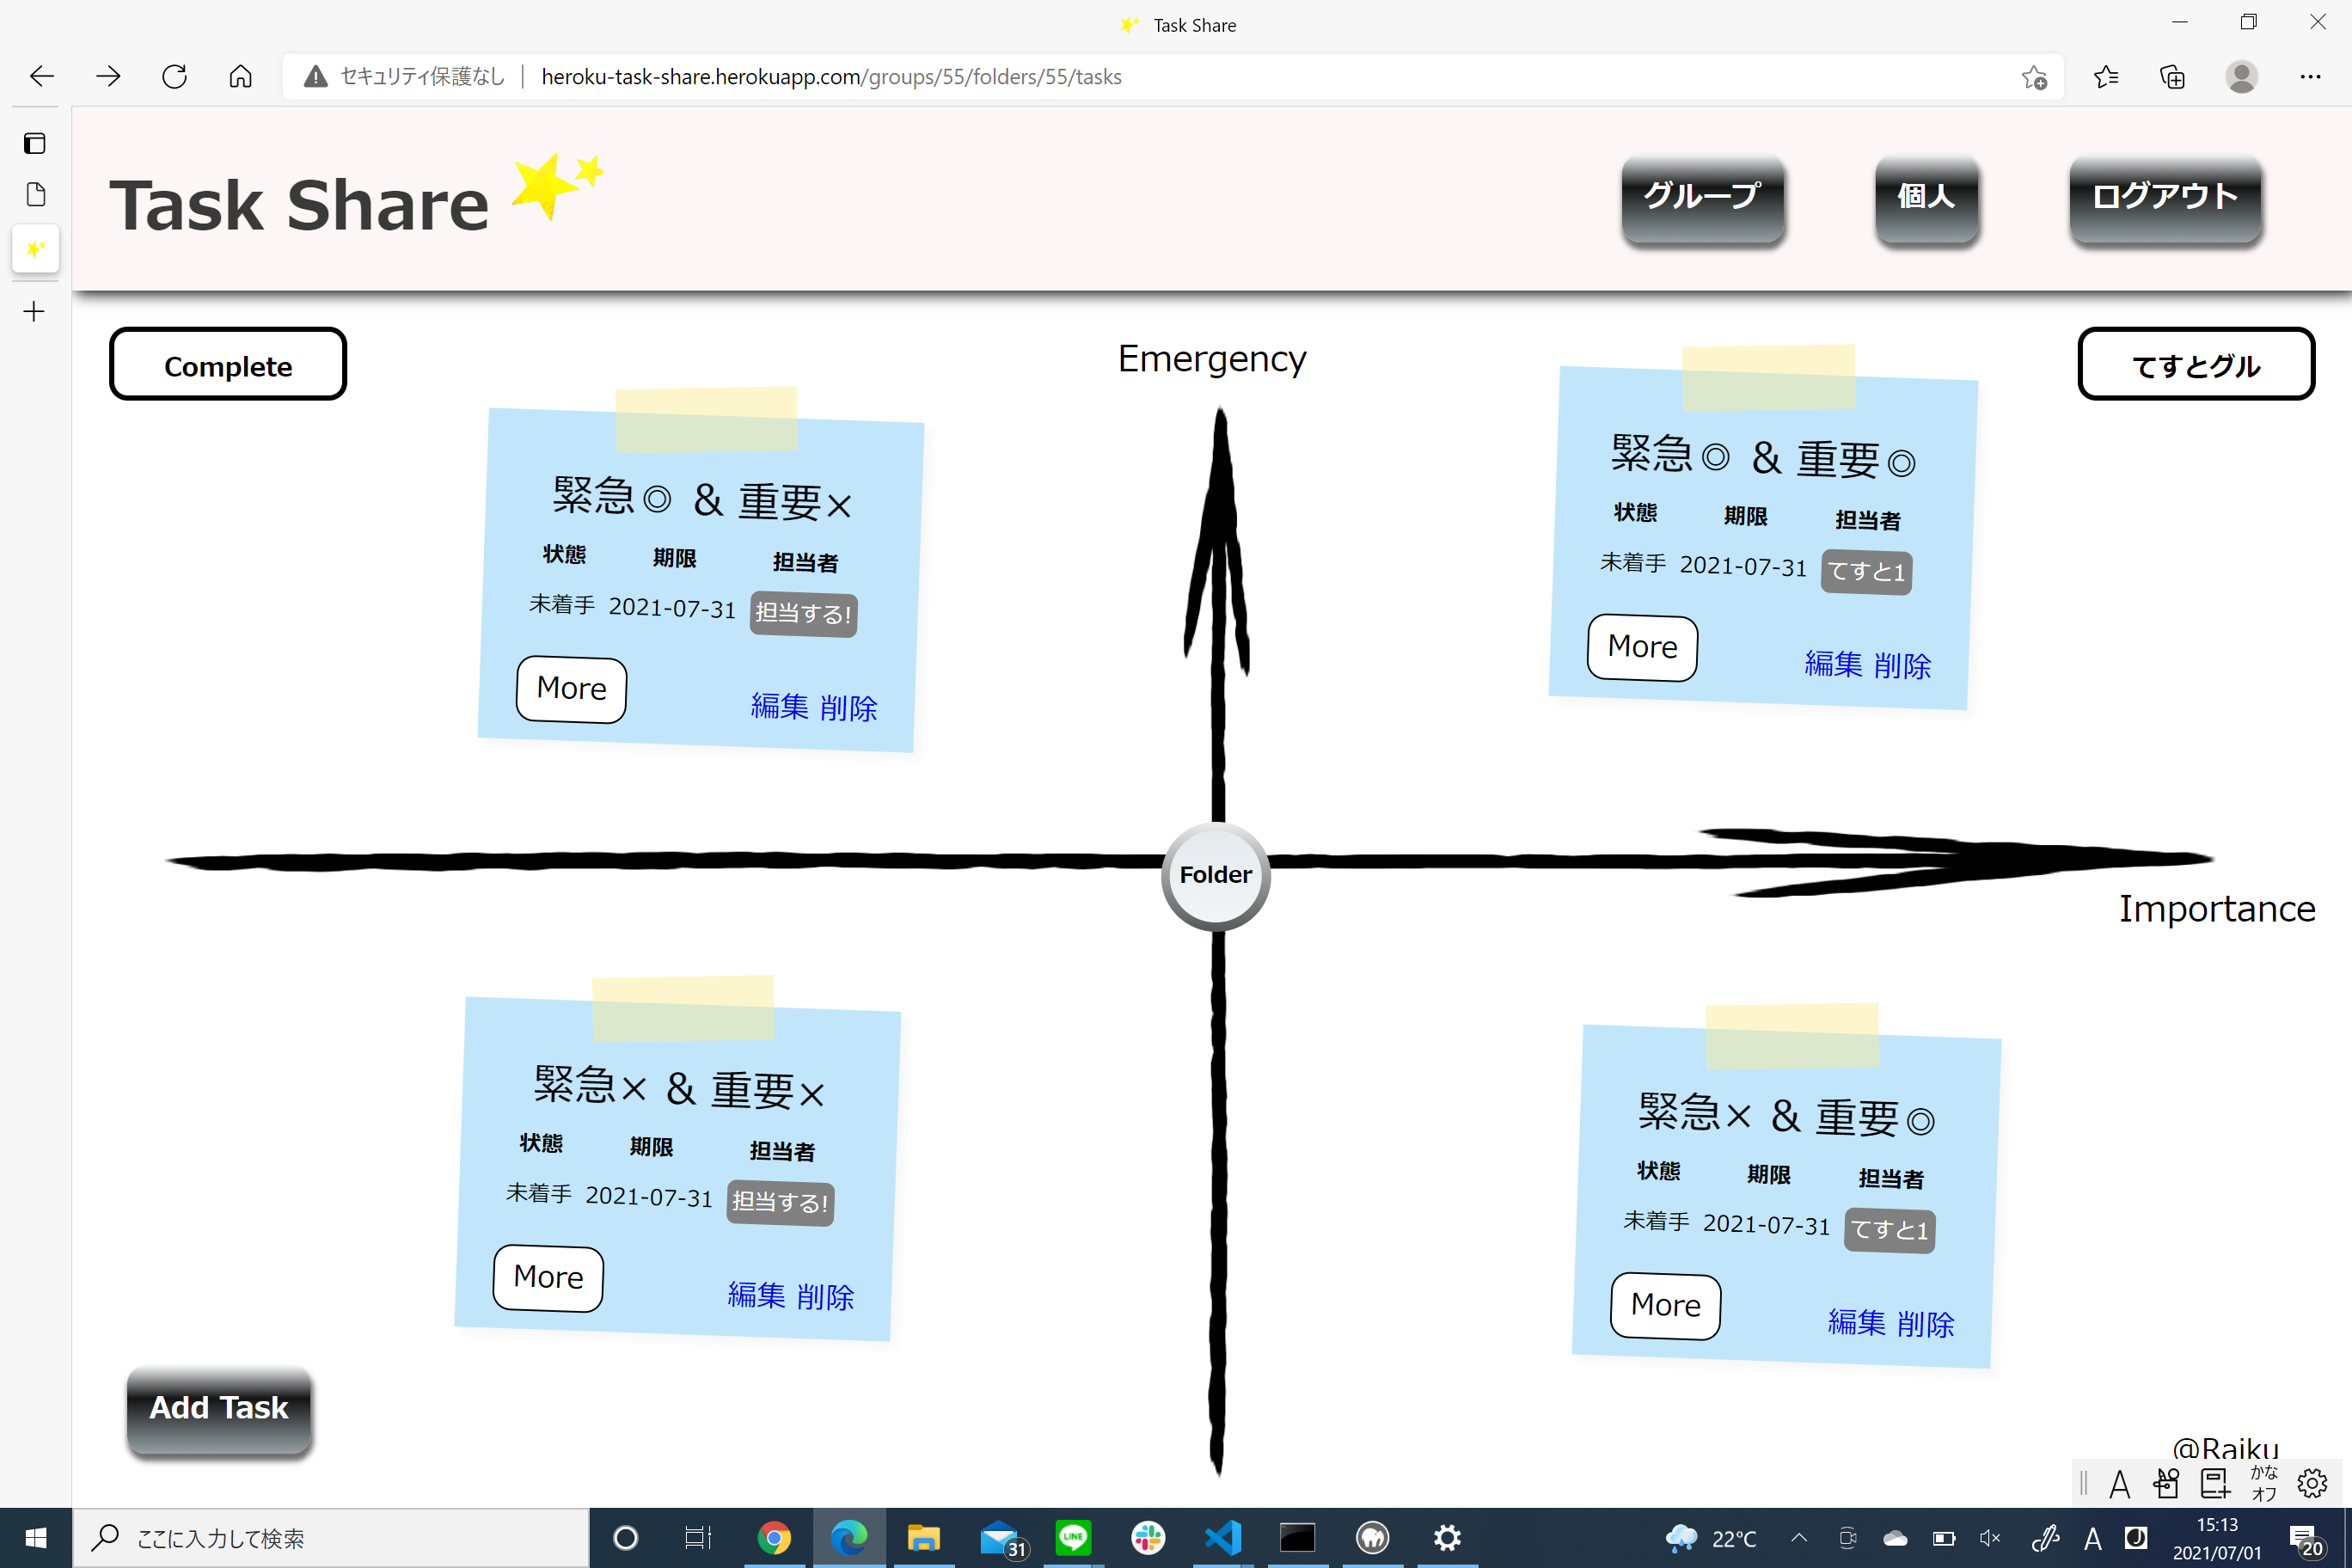 Task Share
セキュリティ保護なし
heroku-task-share.herokuapp.com/groups/55/folders/55/tasks
Task Share
グループ
個人
ログアウト
Complete
Emergency
てすとグル
緊急◎ & 重要×
状態 期限 担当者
未着手 2021-07-31 担当する!
More
編集 削除
緊急◎ & 重要◎
状態 期限 担当者
未着手 2021-07-31 てすと1
More
編集 削除
Folder
Importance
緊急× & 重要×
状態 期限 担当者
未着手 2021-07-31 担当する!
More
編集 削除
緊急× & 重要◎
状態 期限 担当者
未着手 2021-07-31 てすと1
More
編集 削除
Add Task
@Raiku
A
かな
オフ
ここに入力して検索
31
LINE
22°C
A
15:13
2021/07/01
20